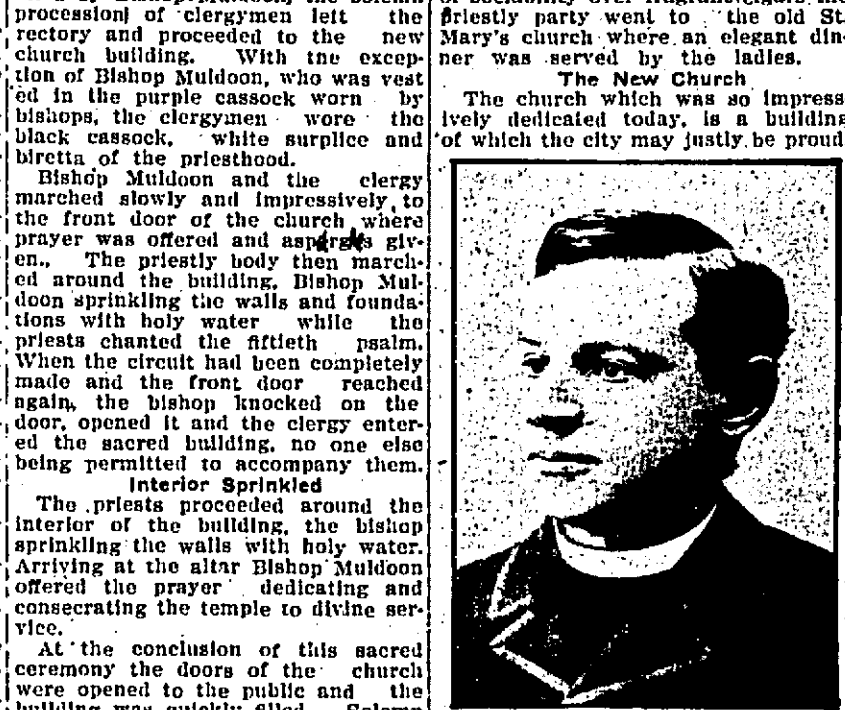 procession of clergymen left the
rectory and proceeded to the new
church building. With the excep-
tion of Bishop Muldoon, who was vest
ed in the purple cassock worn by
bishops, the clergymen wore the
black cassock, white surplice and
biretta of the priesthood.
Bishop Muldoon and the clergy
marched slowly and impressively to
the front door of the church where
prayer was offered and asperges giv-
en. The priestly body then march-
ed around the building, Bishop Mul-
doon sprinkling the walls and founda-
tions with holy water while the
priests chanted the fiftieth psalm.
When the circuit had been completely
made and the front door reached
again, the bishop knocked on the
door, opened it and the clergy enter-
ed the sacred building, no one else
being permitted to accompany them.
Interior Sprinkled
The priests proceeded around the
interior of the building, the bishop
sprinkling the walls with holy water.
Arriving at the altar Bishop Muldoon
offered the prayer dedicating and
consecrating the temple to divine ser-
vice.
At the conclusion of this sacred
ceremony the doors of the church
were opened to the public and the
building was quickly filled. Solemn
priestly party went to the old St.
Mary's church where an elegant din-
ner was served by the ladies.
The New Church
The church which was so impress
ively dedicated today, is a building
of which the city may justly be proud